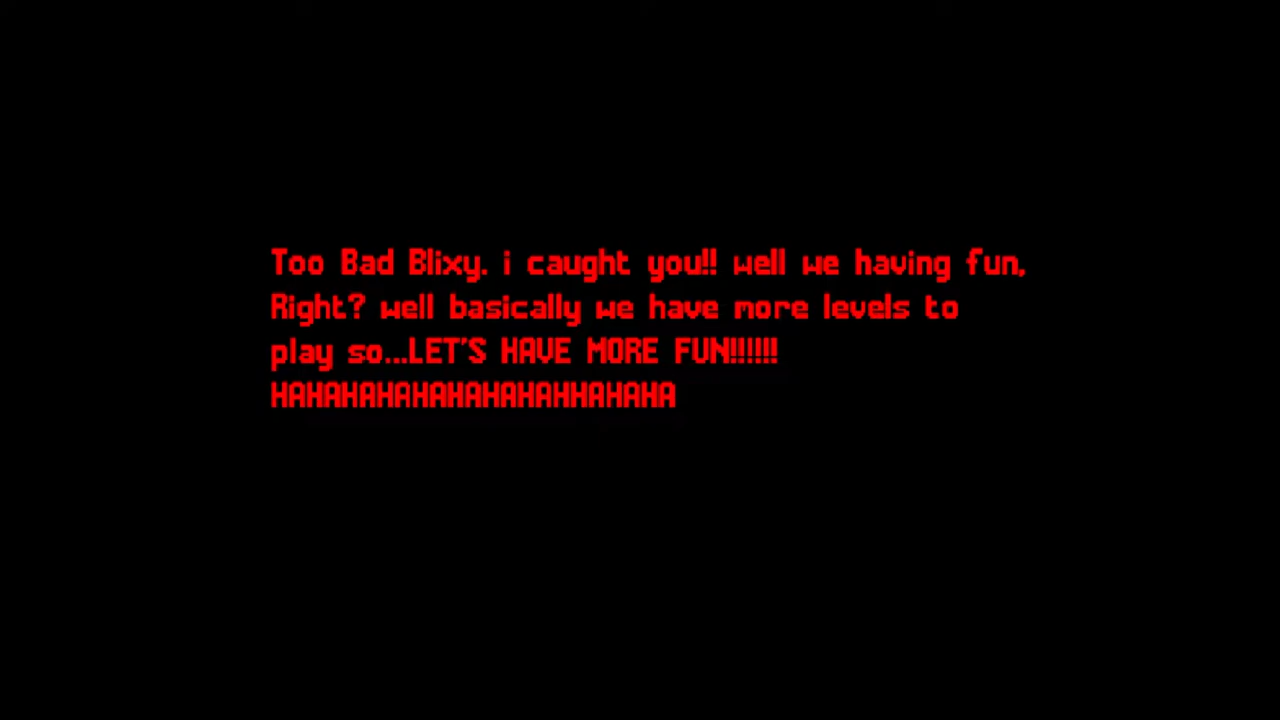 Too Bad Blixy. i caught you!! well we having fun,
Right? well basically we have more levels to
play so...LET'S HAVE MORE FUN!!!!!!
HAHAHAHAHAHAHAHAHHAHAHA